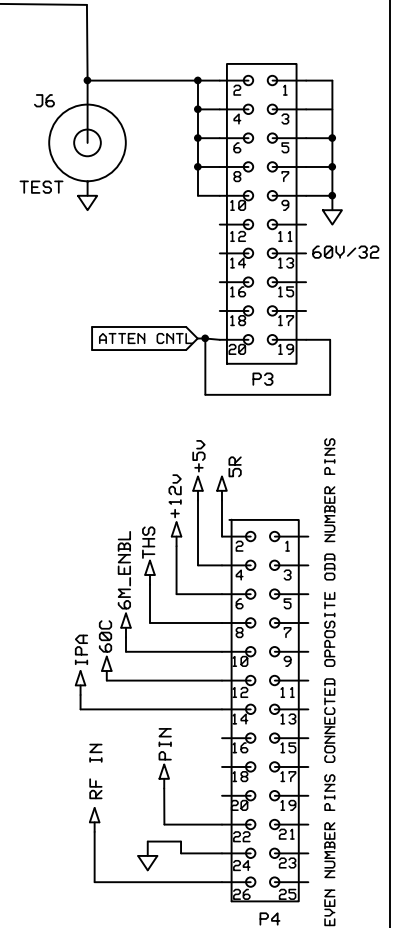 J6
TEST
2 1
4 3
6 5
8 7
10 9
12 11
14 13 60V/32
16 15
18 17
ATTEN CNTL 20 19
P3
IPA
60C
6M_ENBL
THS
+12v
+5v
5R
2 1
4 3
6 5
8 7
10 9
12 11
14 13
16 15
18 17
20 19
22 21
24 23
26 25
RF IN
PIN
P4
EVEN NUMBER PINS CONNECTED OPPOSITE ODD NUMBER PINS